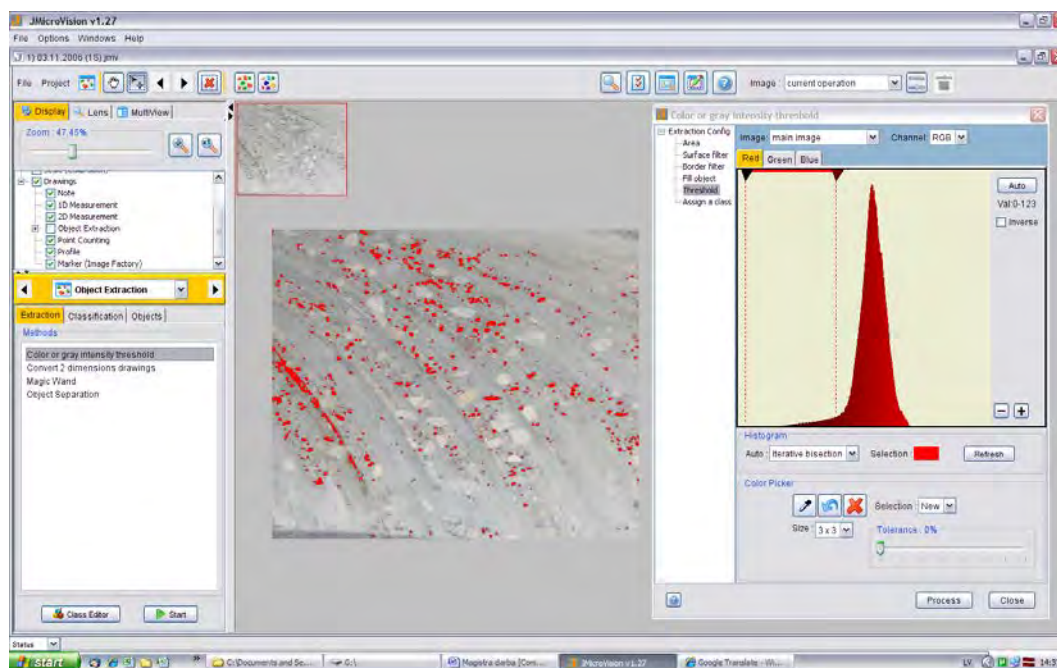 JMicroVision v1.27
File Options Windows Help
1) 03.11.2006 (1S).jmv
File Project
Image : current operation
Display Lens MultiView
Zoom : 47.45%
Drawings
Note
1D Measurement
2D Measurement
Object Extraction
Point Counting
Profile
Marker (Image Factory)
Object Extraction
Extraction Classification Objects
Methods
Color or gray intensity threshold
Convert 2 dimensions drawings
Magic Wand
Object Separation
Class Editor Start
Color or gray intensity threshold
Extraction Config
Area
Surface filter
Border filter
Fill object
Threshold
Assign a class
Image: main image Channel: RGB
Red Green Blue
Auto
Val:0-123
Inverse
Histogram
Auto : Iterative bisection Selection : Refresh
Color Picker
Selection : New
Size : 3 x 3 Tolerance : 0%
Process Close
Status
start C:\Documents and Se... G:\ Magistra darba [Com... JMicroVision v1.27 Google Translate - Wi... LV